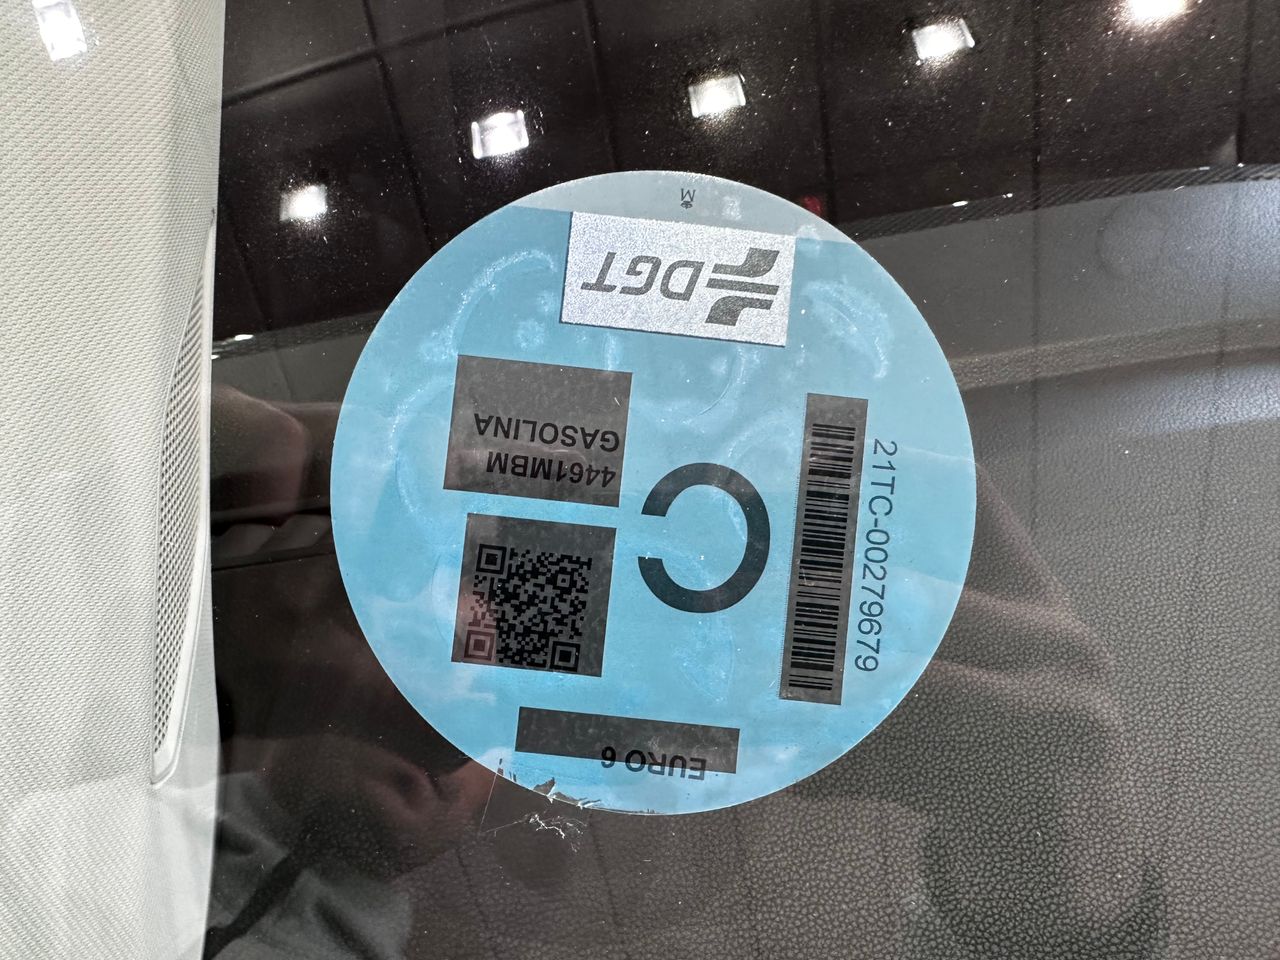 M
DGT
4461MBM
GASOLINA
C
21TC-00279679
EURO 6